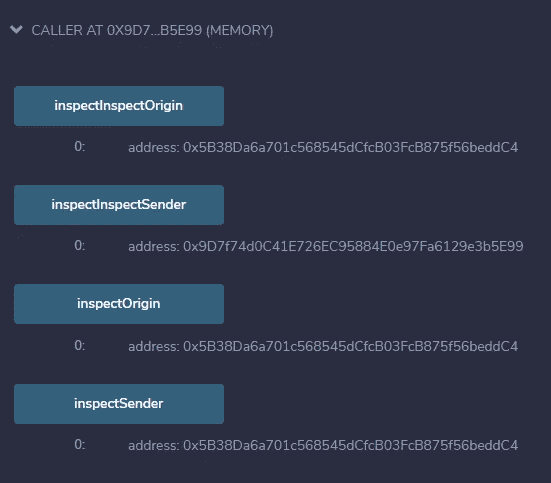 CALLER AT 0X9D7...B5E99 (MEMORY)
inspectInspectOrigin
0: address: 0x5B38Da6a701c568545dCfcB03FcB875f56beddC4
inspectInspectSender
0: address: 0x9D7f74d0C41E726EC95884E0e97Fa6129e3b5E99
inspectOrigin
0: address: 0x5B38Da6a701c568545dCfcB03FcB875f56beddC4
inspectSender
0: address: 0x5B38Da6a701c568545dCfcB03FcB875f56beddC4